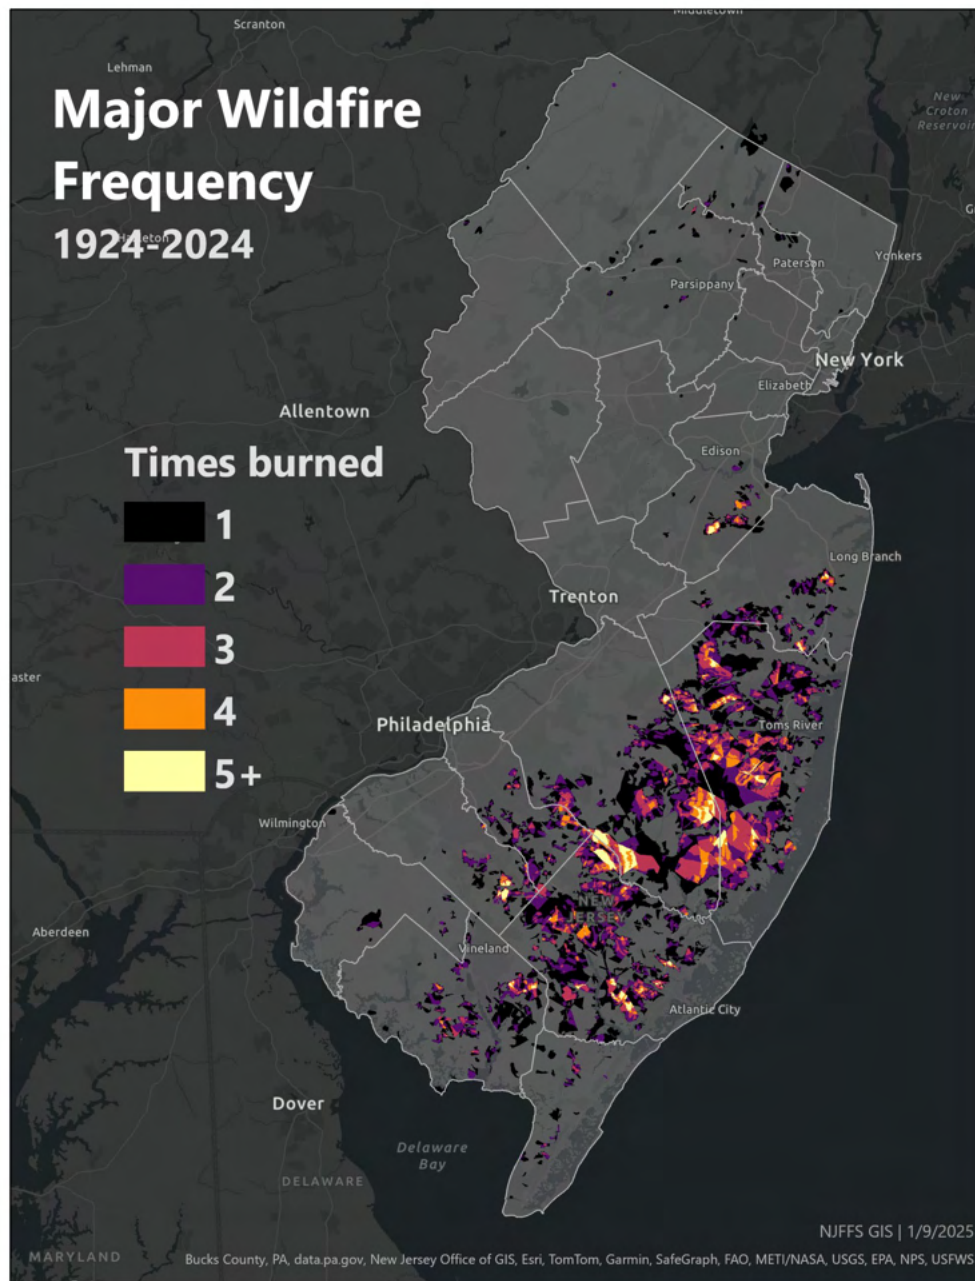 Middletown
Scranton
Lehman
Major Wildfire
Frequency
1924-2024
New
Croton
Reservoir
Yonkers
Paterson
Parsippany
New York
Elizabeth
Allentown
Edison
Times burned
1
2
3
4
5+
Long Branch
Trenton
Philadelphia
Toms River
Wilmington
NEW
JERSEY
Aberdeen
Vineland
Atlantic City
Dover
Delaware
Bay
DELAWARE
MARYLAND
NJFFS GIS | 1/9/2025
Bucks County, PA, data.pa.gov, New Jersey Office of GIS, Esri, TomTom, Garmin, SafeGraph, FAO, METI/NASA, USGS, EPA, NPS, USFWS